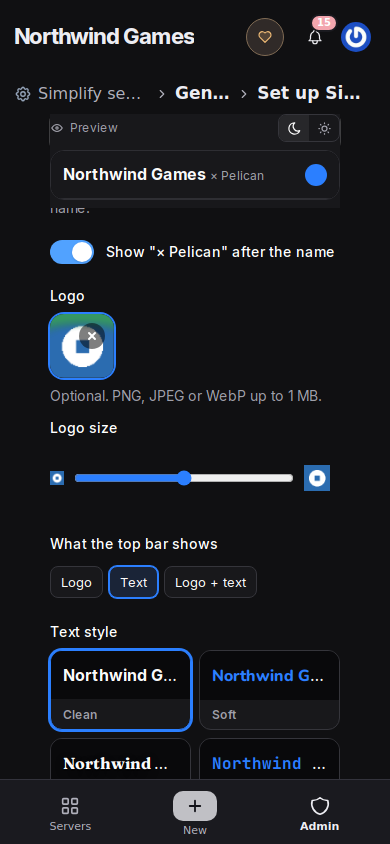 Northwind Games
15
Simplify se... › Gen... › Set up Si...
Preview
Northwind Games × Pelican
name.
Show "× Pelican" after the name
Logo
Optional. PNG, JPEG or WebP up to 1 MB.
Logo size
What the top bar shows
Logo Text Logo + text
Text style
Northwind G... Northwind G...
Clean Soft
Northwind ... Northwind ...
Servers New Admin